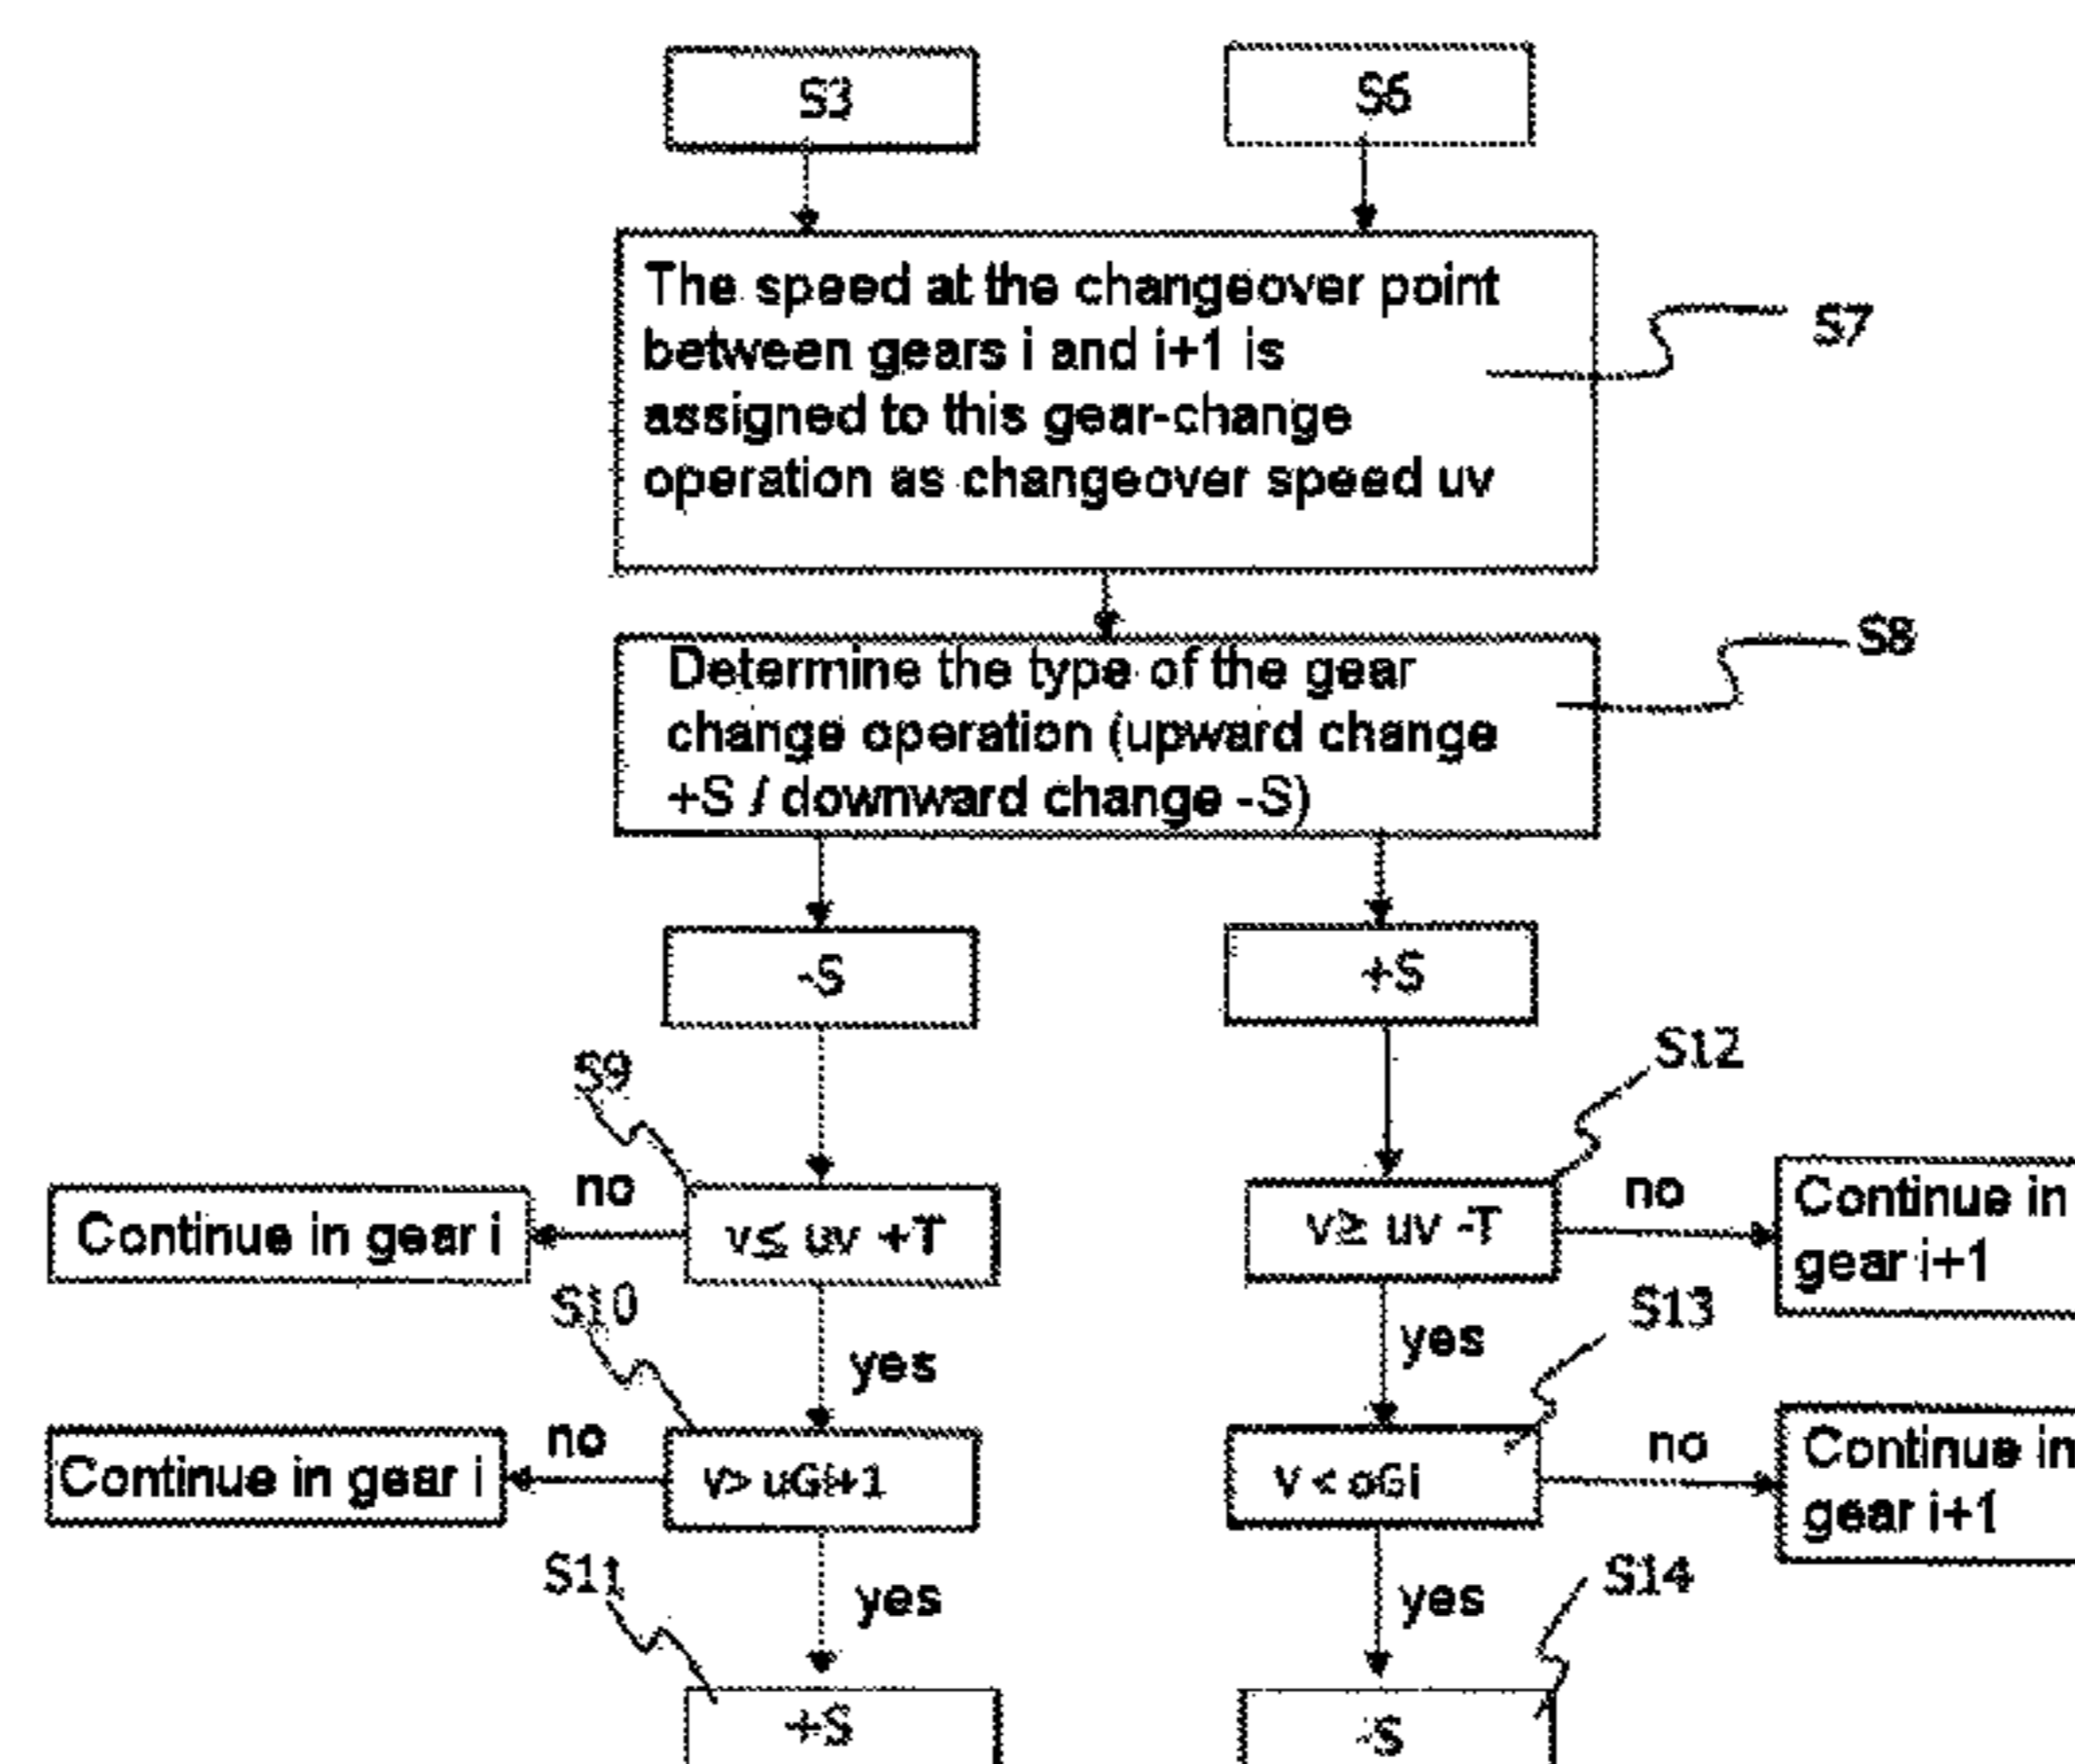 S3
S6
The speed at the changeover point
between gears i and i+1 is
assigned to this gear-change
operation as changeover speed uv
S7
Determine the type of the gear
change operation (upward change
+S / downward change -S)
S8
-S
+S
S9
S12
Continue in gear i
no
v≤ uv +T
v≥ uv -T
no
Continue in
gear i+1
S10
yes
yes
S13
Continue in gear i
no
v> uGi+1
v < oGi
no
Continue in
gear i+1
S11
yes
yes
S14
+S
-S